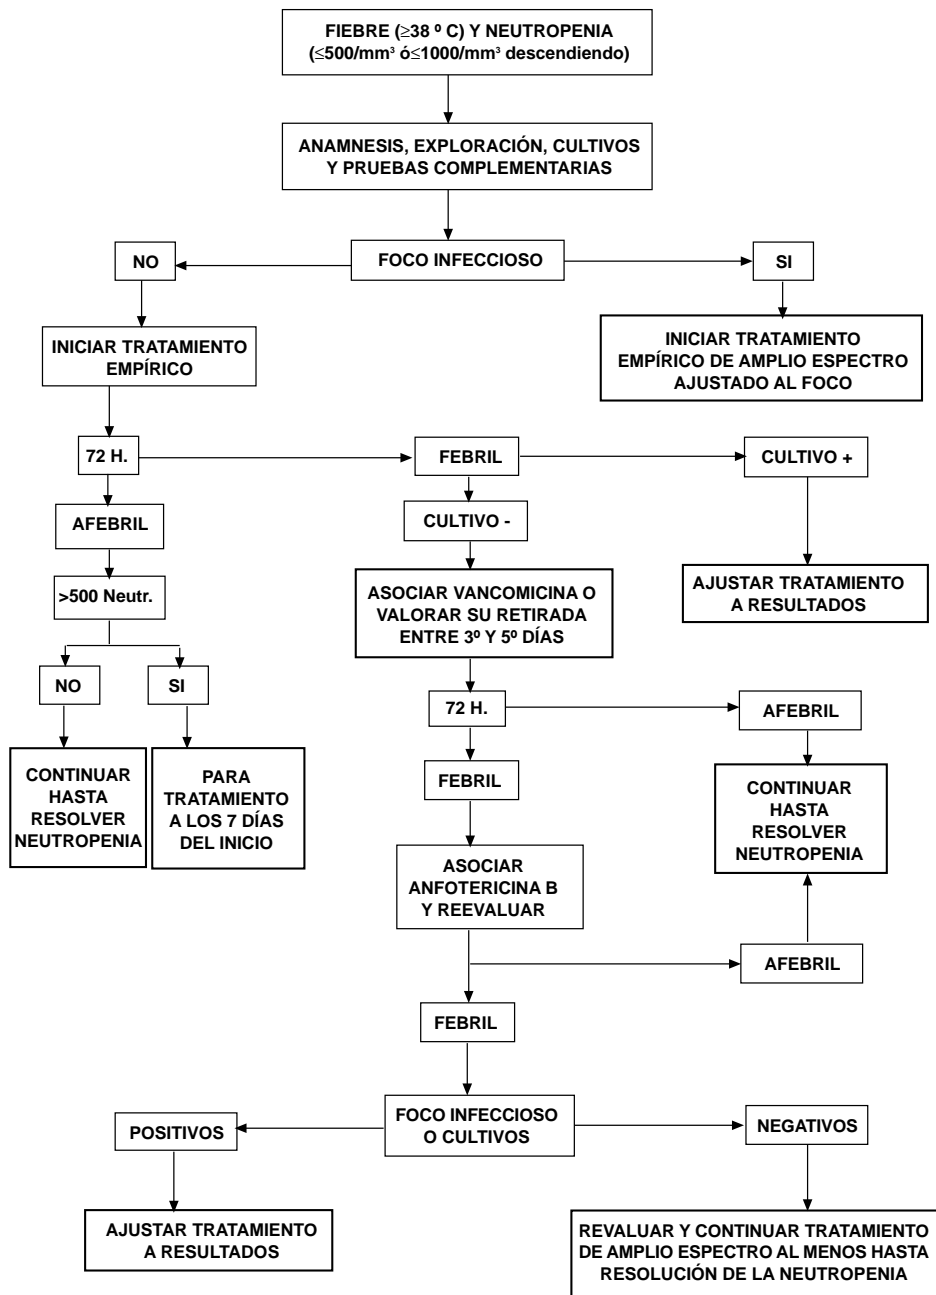 FIEBRE (≥38 º C) Y NEUTROPENIA
(≤500/mm³ ó≤1000/mm³ descendiendo)
ANAMNESIS, EXPLORACIÓN, CULTIVOS
Y PRUEBAS COMPLEMENTARIAS
NO
FOCO INFECCIOSO
SI
INICIAR TRATAMIENTO
EMPÍRICO
INICIAR TRATAMIENTO
EMPÍRICO DE AMPLIO ESPECTRO
AJUSTADO AL FOCO
72 H.
FEBRIL
CULTIVO +
AFEBRIL
CULTIVO -
>500 Neutr.
ASOCIAR VANCOMICINA O
VALORAR SU RETIRADA
ENTRE 3º Y 5º DÍAS
AJUSTAR TRATAMIENTO
A RESULTADOS
NO
SI
72 H.
AFEBRIL
CONTINUAR
HASTA
RESOLVER
NEUTROPENIA
PARA
TRATAMIENTO
A LOS 7 DÍAS
DEL INICIO
FEBRIL
CONTINUAR
HASTA
RESOLVER
NEUTROPENIA
ASOCIAR
ANFOTERICINA B
Y REEVALUAR
AFEBRIL
FEBRIL
POSITIVOS
FOCO INFECCIOSO
O CULTIVOS
NEGATIVOS
AJUSTAR TRATAMIENTO
A RESULTADOS
REVALUAR Y CONTINUAR TRATAMIENTO
DE AMPLIO ESPECTRO AL MENOS HASTA
RESOLUCIÓN DE LA NEUTROPENIA